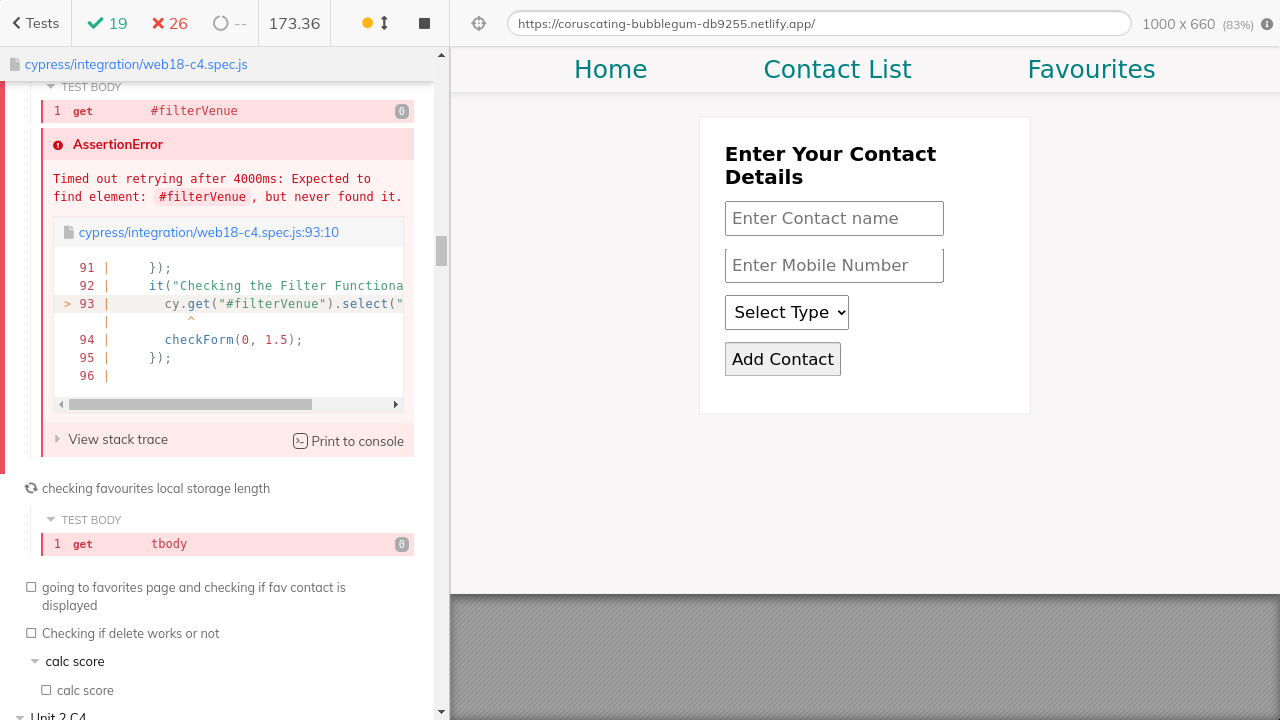 Tests
19
26
--
173.36
https://coruscating-bubblegum-db9255.netlify.app/
1000 x 660 (83%)
cypress/integration/web18-c4.spec.js
TEST BODY
1 get #filterVenue 0
AssertionError
Timed out retrying after 4000ms: Expected to
find element: #filterVenue, but never found it.
cypress/integration/web18-c4.spec.js:93:10
91 | });
92 | it("Checking the Filter Functiona
> 93 | cy.get("#filterVenue").select("
| ^
94 | checkForm(0, 1.5);
95 | });
96 |
View stack trace
Print to console
checking favourites local storage length
TEST BODY
1 get tbody 0
going to favorites page and checking if fav contact is
displayed
Checking if delete works or not
calc score
calc score
Unit 2 C4
Home Contact List Favourites
Enter Your Contact
Details
Enter Contact name
Enter Mobile Number
Select Type
Add Contact